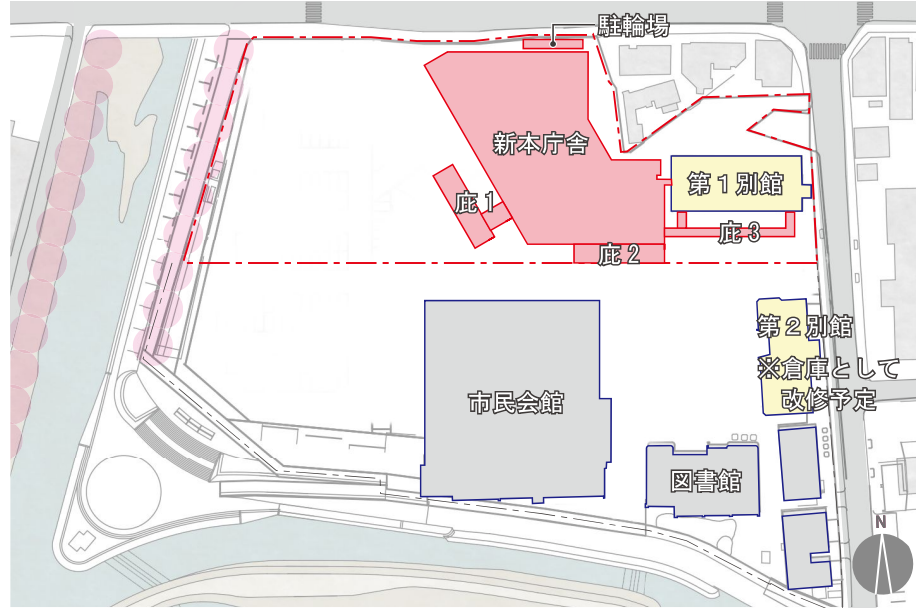 駐輪場
新本庁舎
第１別館
庇１
庇３
庇２
第２別館
※倉庫として
改修予定
市民会館
図書館
N